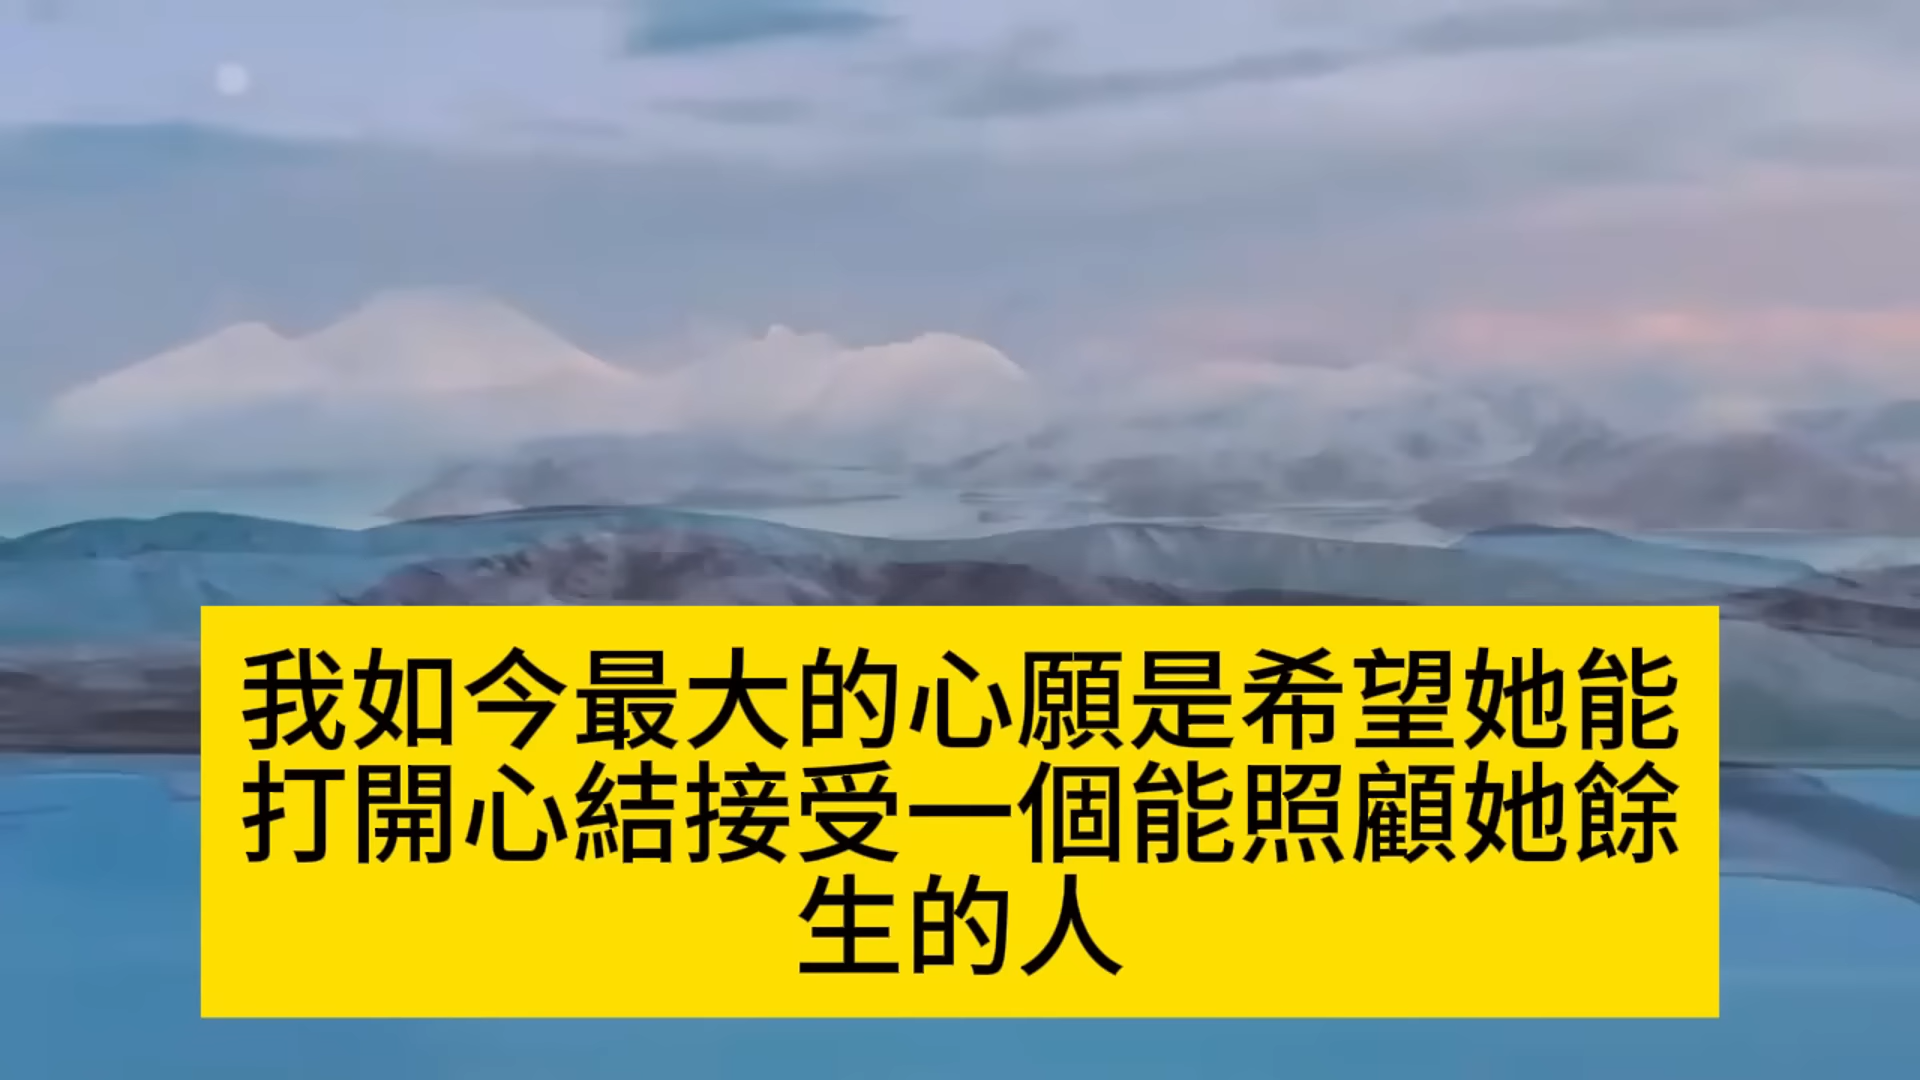 我如今最大的心願是希望她能
打開心結接受一個能照顧她餘
生的人